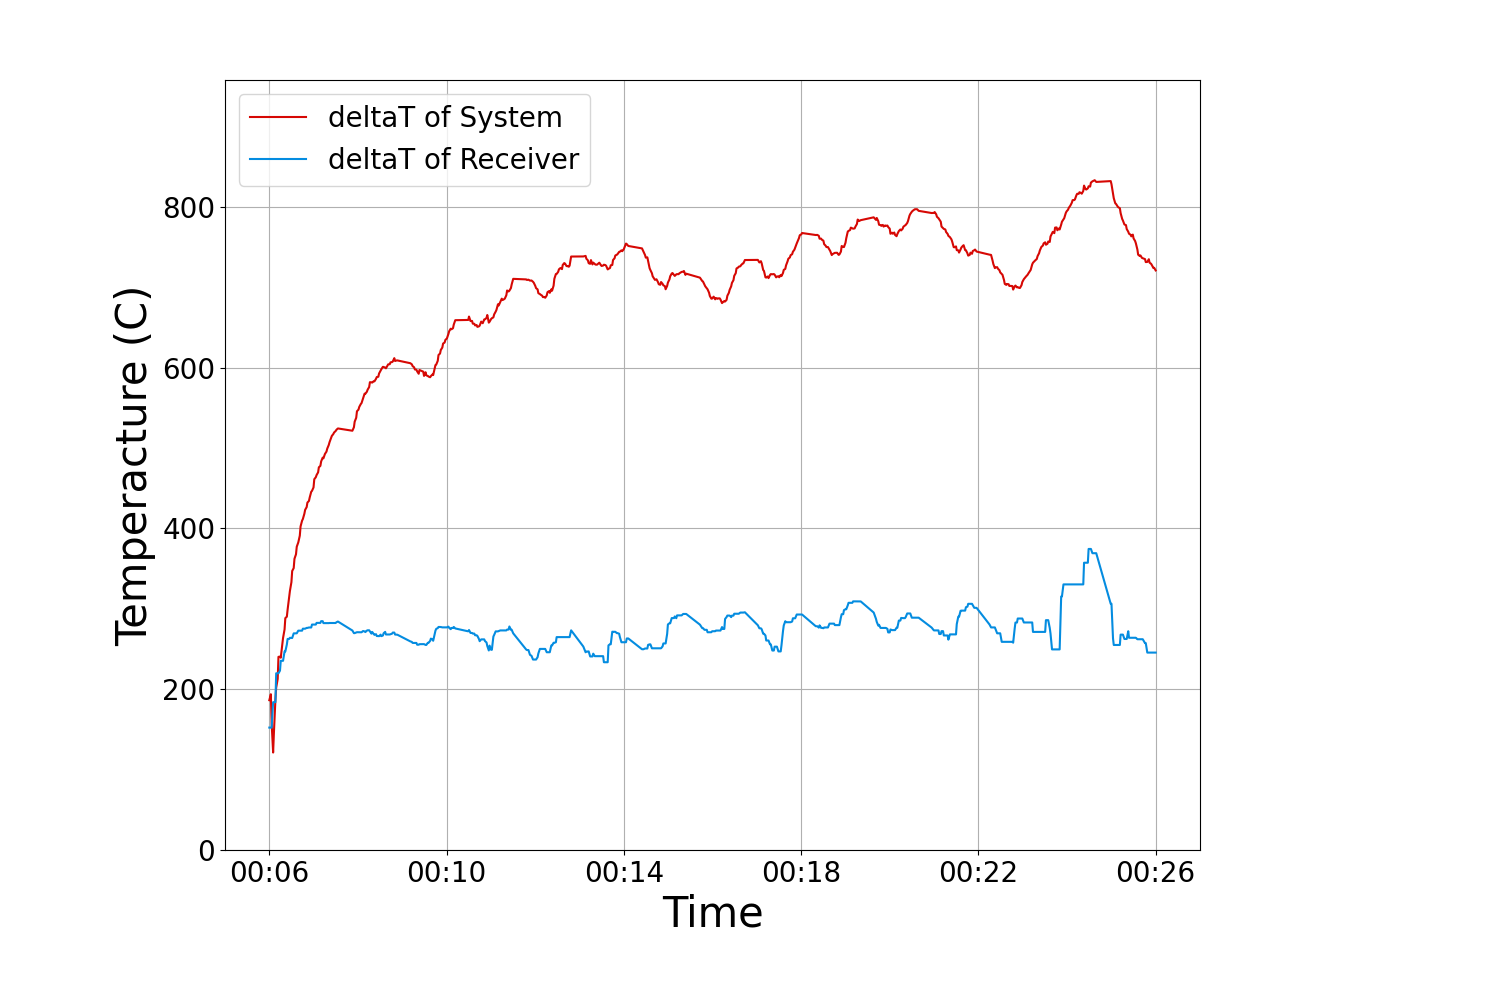 deltaT of System
deltaT of Receiver
800
600
400
200
0
Temperacture (C)
00:06 00:10 00:14 00:18 00:22 00:26
Time